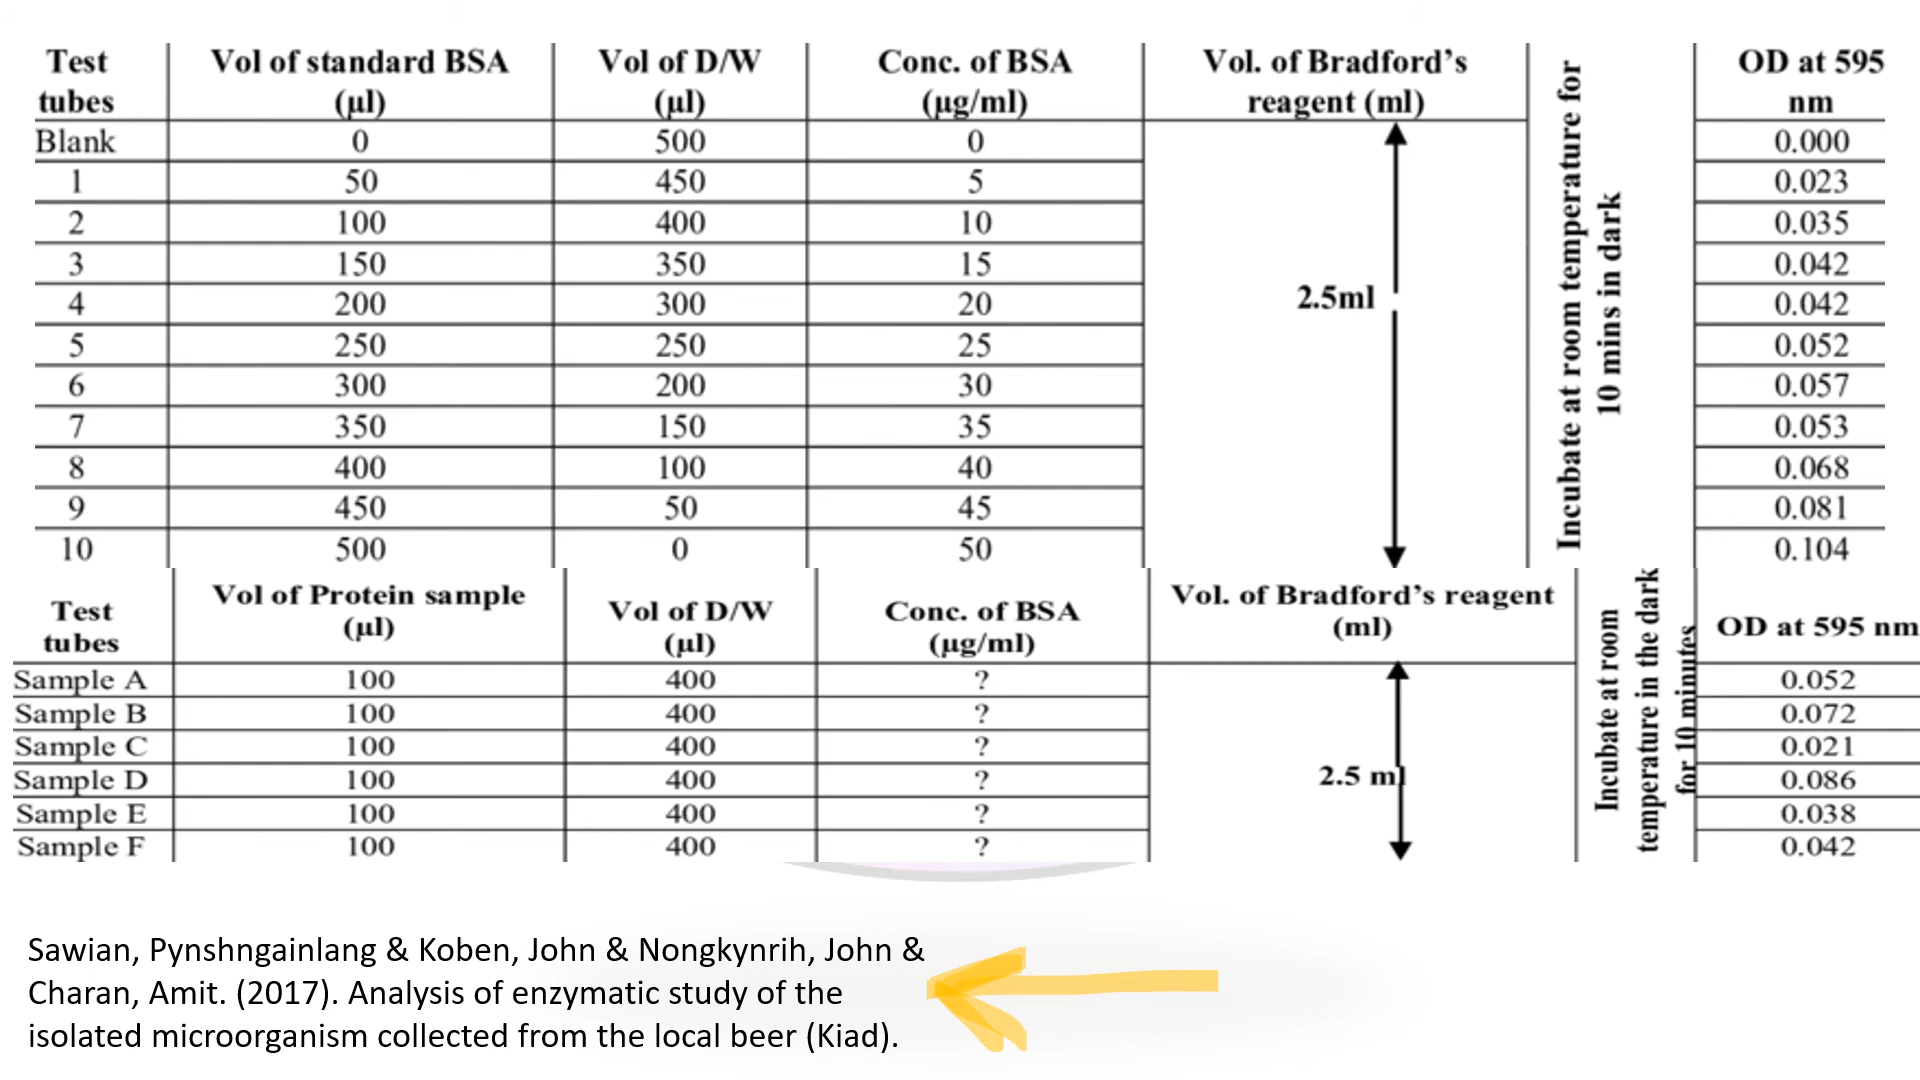 Test tubes | Vol of standard BSA (µl) | Vol of D/W (µl) | Conc. of BSA (µg/ml) | Vol. of Bradford’s reagent (ml) | Incubate at room temperature for 10 mins in dark | OD at 595 nm
Blank | 0 | 500 | 0 | 2.5ml | 0.000
1 | 50 | 450 | 5 | 0.023
2 | 100 | 400 | 10 | 0.035
3 | 150 | 350 | 15 | 0.042
4 | 200 | 300 | 20 | 0.042
5 | 250 | 250 | 25 | 0.052
6 | 300 | 200 | 30 | 0.057
7 | 350 | 150 | 35 | 0.053
8 | 400 | 100 | 40 | 0.068
9 | 450 | 50 | 45 | 0.081
10 | 500 | 0 | 50 | 0.104
Test tubes | Vol of Protein sample (µl) | Vol of D/W (µl) | Conc. of BSA (µg/ml) | Vol. of Bradford’s reagent (ml) | Incubate at room temperature in the dark for 10 minutes | OD at 595 nm
Sample A | 100 | 400 | ? | 2.5 ml | 0.052
Sample B | 100 | 400 | ? | 0.072
Sample C | 100 | 400 | ? | 0.021
Sample D | 100 | 400 | ? | 0.086
Sample E | 100 | 400 | ? | 0.038
Sample F | 100 | 400 | ? | 0.042
Sawian, Pynshngainlang & Koben, John & Nongkynrih, John &
Charan, Amit. (2017). Analysis of enzymatic study of the
isolated microorganism collected from the local beer (Kiad).